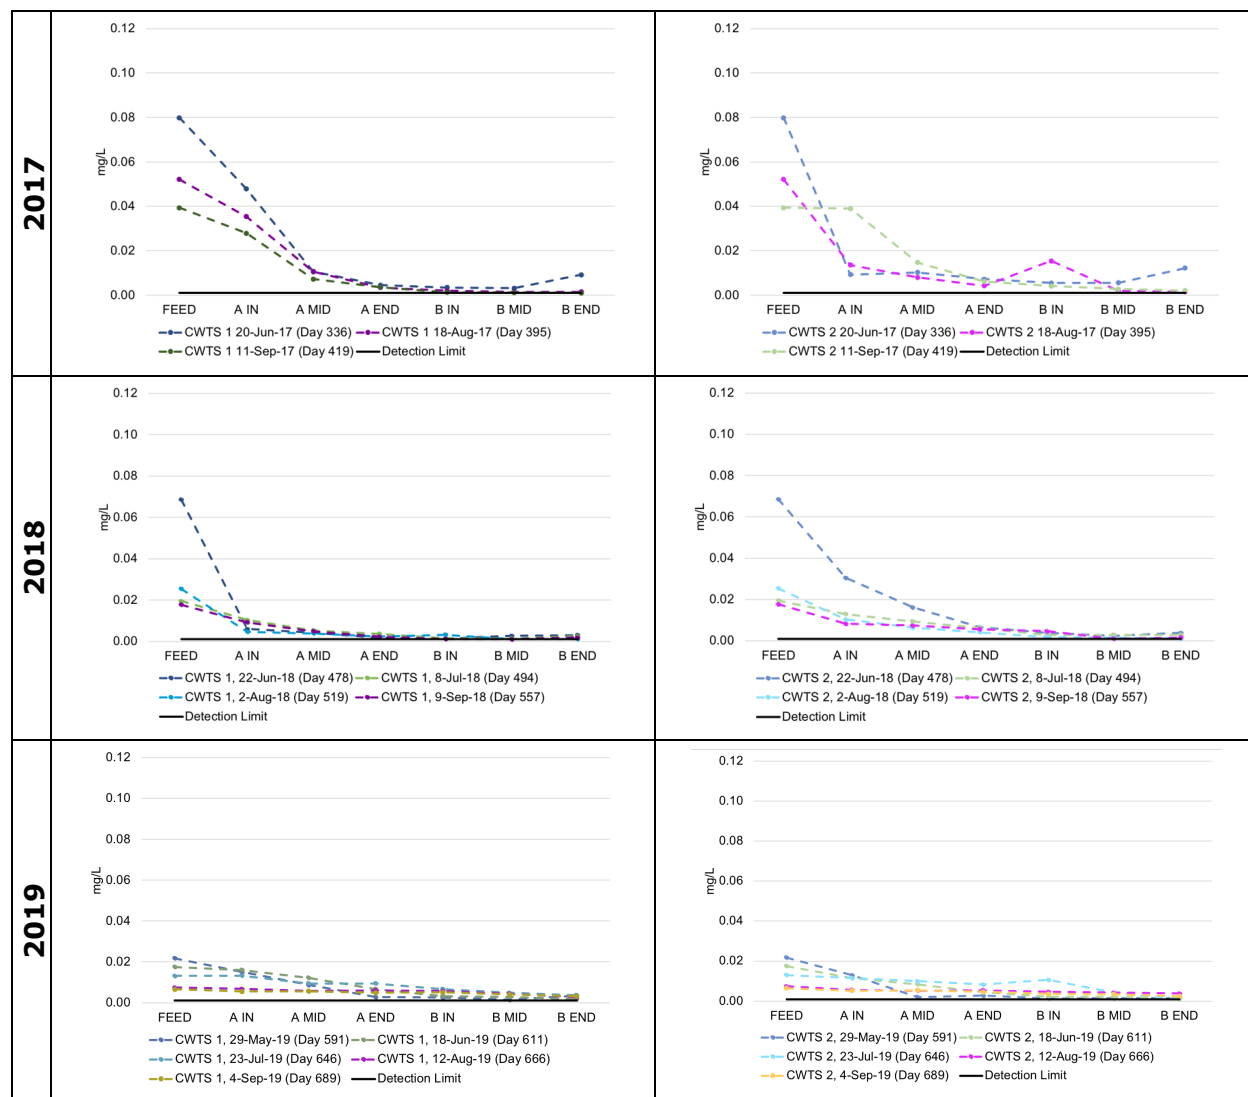 2017
0.12
0.10
0.08
0.06
0.04
0.02
0.00
mg/L
FEED A IN A MID A END B IN B MID B END
CWTS 1 20-Jun-17 (Day 336) CWTS 1 18-Aug-17 (Day 395)
CWTS 1 11-Sep-17 (Day 419) Detection Limit
0.12
0.10
0.08
0.06
0.04
0.02
0.00
mg/L
FEED A IN A MID A END B IN B MID B END
CWTS 2 20-Jun-17 (Day 336) CWTS 2 18-Aug-17 (Day 395)
CWTS 2 11-Sep-17 (Day 419) Detection Limit
2018
0.12
0.10
0.08
0.06
0.04
0.02
0.00
mg/L
FEED A IN A MID A END B IN B MID B END
CWTS 1, 22-Jun-18 (Day 478) CWTS 1, 8-Jul-18 (Day 494)
CWTS 1, 2-Aug-18 (Day 519) CWTS 1, 9-Sep-18 (Day 557)
Detection Limit
0.12
0.10
0.08
0.06
0.04
0.02
0.00
mg/L
FEED A IN A MID A END B IN B MID B END
CWTS 2, 22-Jun-18 (Day 478) CWTS 2, 8-Jul-18 (Day 494)
CWTS 2, 2-Aug-18 (Day 519) CWTS 2, 9-Sep-18 (Day 557)
Detection Limit
2019
0.12
0.10
0.08
0.06
0.04
0.02
0.00
mg/L
FEED A IN A MID A END B IN B MID B END
CWTS 1, 29-May-19 (Day 591) CWTS 1, 18-Jun-19 (Day 611)
CWTS 1, 23-Jul-19 (Day 646) CWTS 1, 12-Aug-19 (Day 666)
CWTS 1, 4-Sep-19 (Day 689) Detection Limit
0.12
0.10
0.08
0.06
0.04
0.02
0.00
mg/L
FEED A IN A MID A END B IN B MID B END
CWTS 2, 29-May-19 (Day 591) CWTS 2, 18-Jun-19 (Day 611)
CWTS 2, 23-Jul-19 (Day 646) CWTS 2, 12-Aug-19 (Day 666)
CWTS 2, 4-Sep-19 (Day 689) Detection Limit